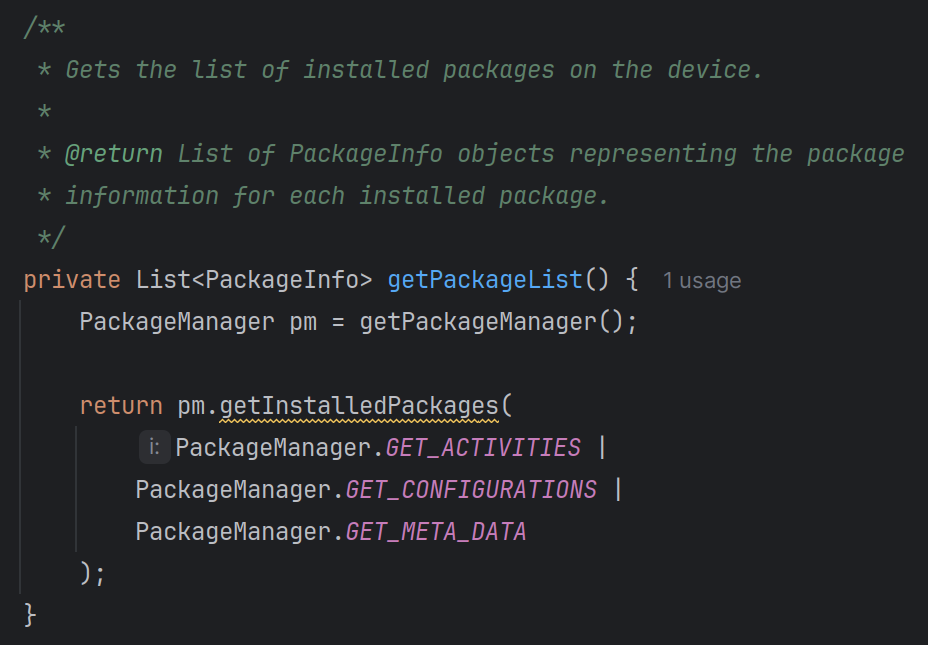 /**
* Gets the list of installed packages on the device.
*
* @return List of PackageInfo objects representing the package
* information for each installed package.
*/
private List<PackageInfo> getPackageList() { 1 usage
PackageManager pm = getPackageManager();
return pm.getInstalledPackages(
i: PackageManager.GET_ACTIVITIES |
PackageManager.GET_CONFIGURATIONS |
PackageManager.GET_META_DATA
);
}